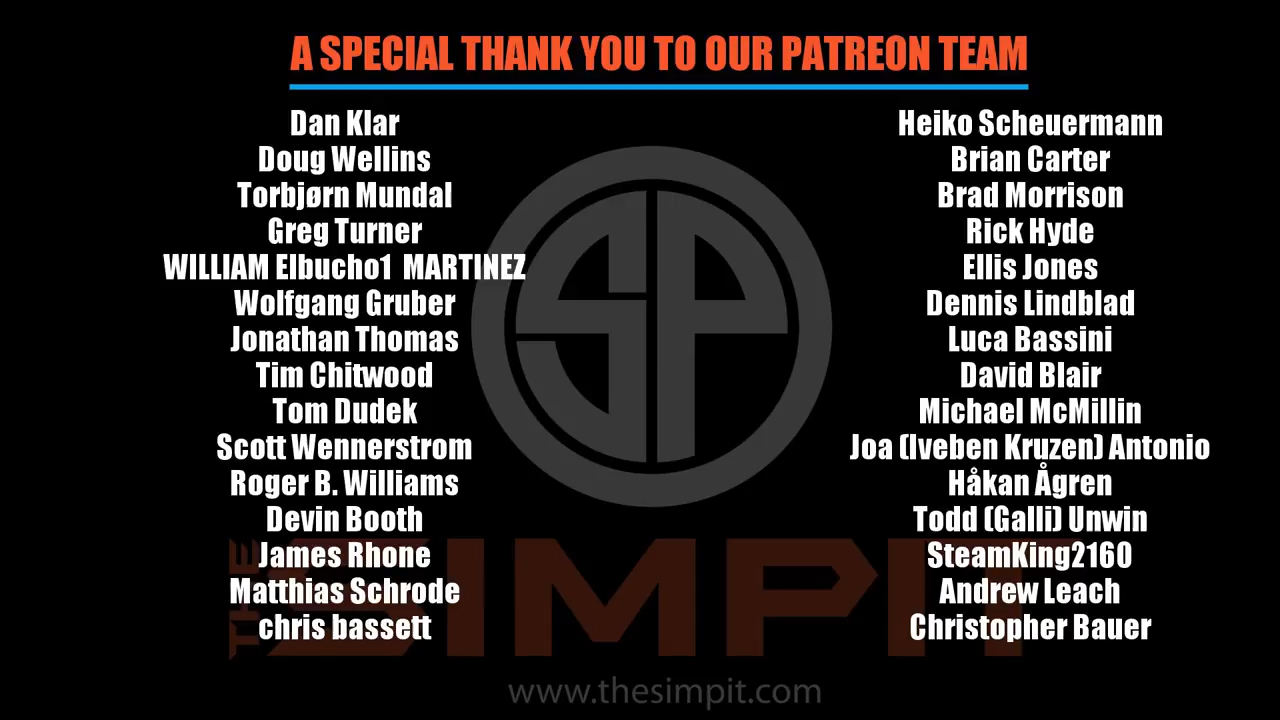 A SPECIAL THANK YOU TO OUR PATREON TEAM
Dan Klar
Doug Wellins
Torbjørn Mundal
Greg Turner
WILLIAM Elbucho1  MARTINEZ
Wolfgang Gruber
Jonathan Thomas
Tim Chitwood
Tom Dudek
Scott Wennerstrom
Roger B. Williams
Devin Booth
James Rhone
Matthias Schrode
chris bassett
Heiko Scheuermann
Brian Carter
Brad Morrison
Rick Hyde
Ellis Jones
Dennis Lindblad
Luca Bassini
David Blair
Michael McMillin
Joa (Iveben Kruzen) Antonio
Håkan Ågren
Todd (Galli) Unwin
SteamKing2160
Andrew Leach
Christopher Bauer
SP
THE SIMPIT
www.thesimpit.com